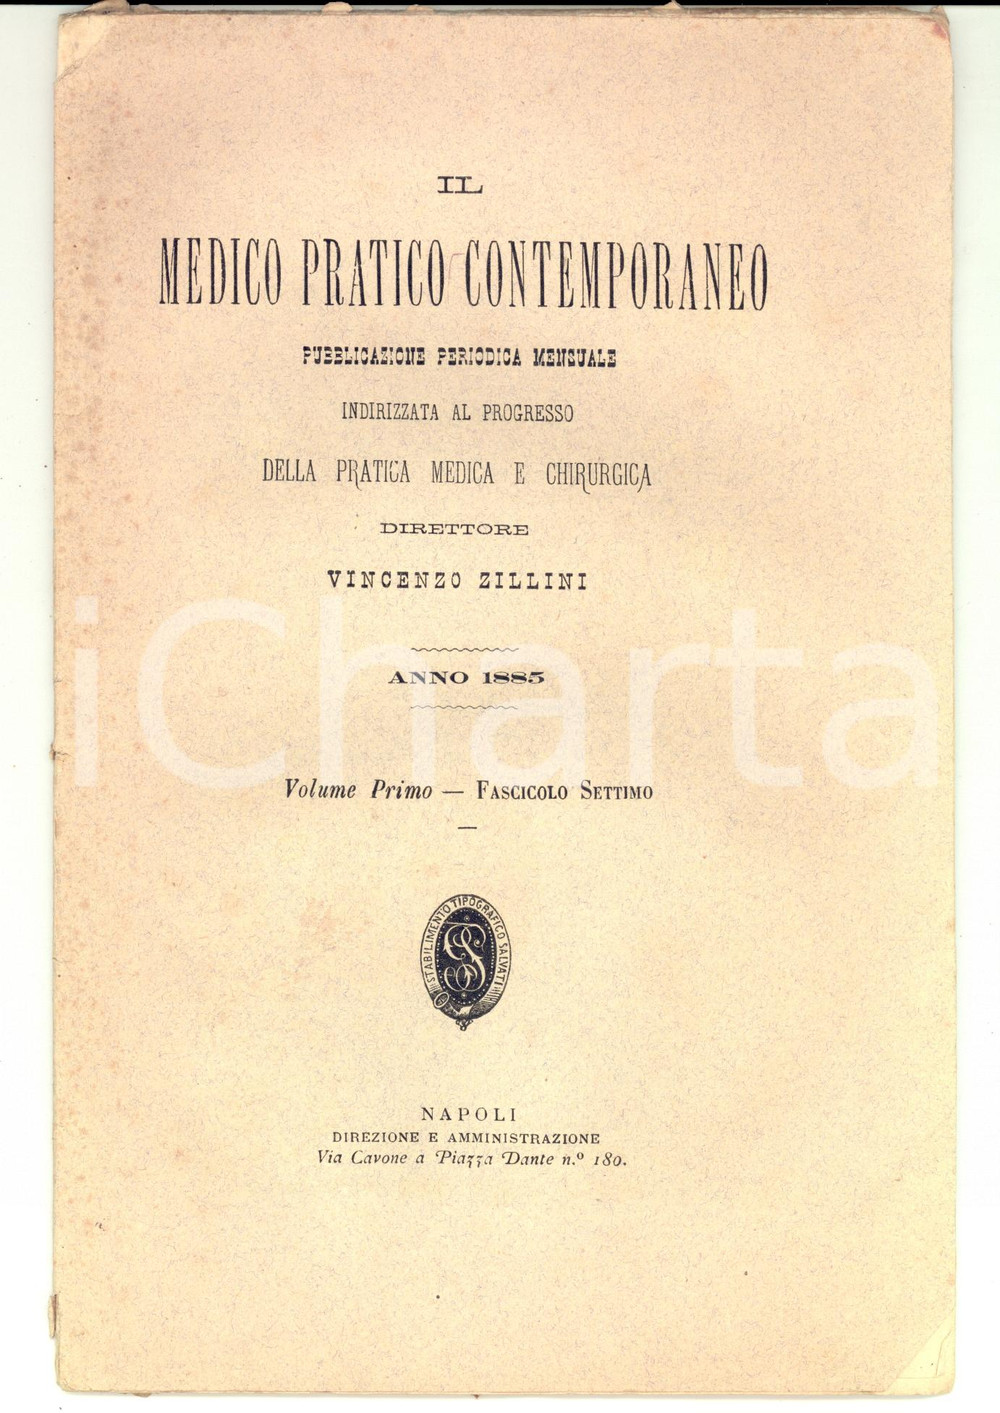 IL
MEDICO PRATICO CONTEMPORANEO
PUBBLICAZIONE PERIODICA MENSUALE
INDIRIZZATA AL PROGRESSO
DELLA PRATICA MEDICA E CHIRURGICA
DIRETTORE
VINCENZO ZILLINI
ANNO 1885
iCharta
Volume Primo — FASCICOLO SETTIMO
STABILIMENTO TIPOGRAFICO SALVATI
NAPOLI
DIREZIONE E AMMINISTRAZIONE
Via Cavone a Piazza Dante n.º 180.